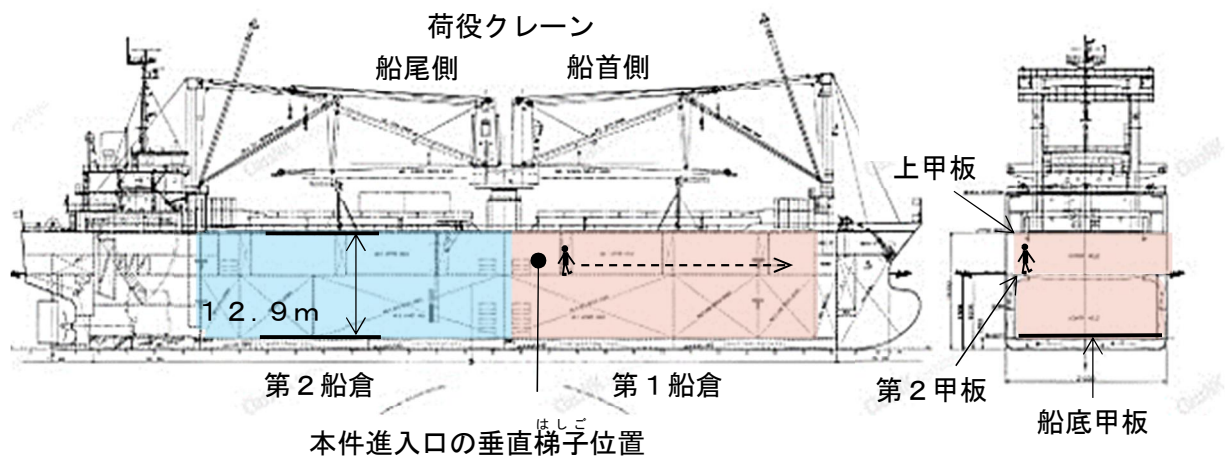 荷役クレーン
船尾側
船首側
上甲板
12.9m
第2船倉
第1船倉
第2甲板
船底甲板
はしご
本件進入口の垂直梯子位置